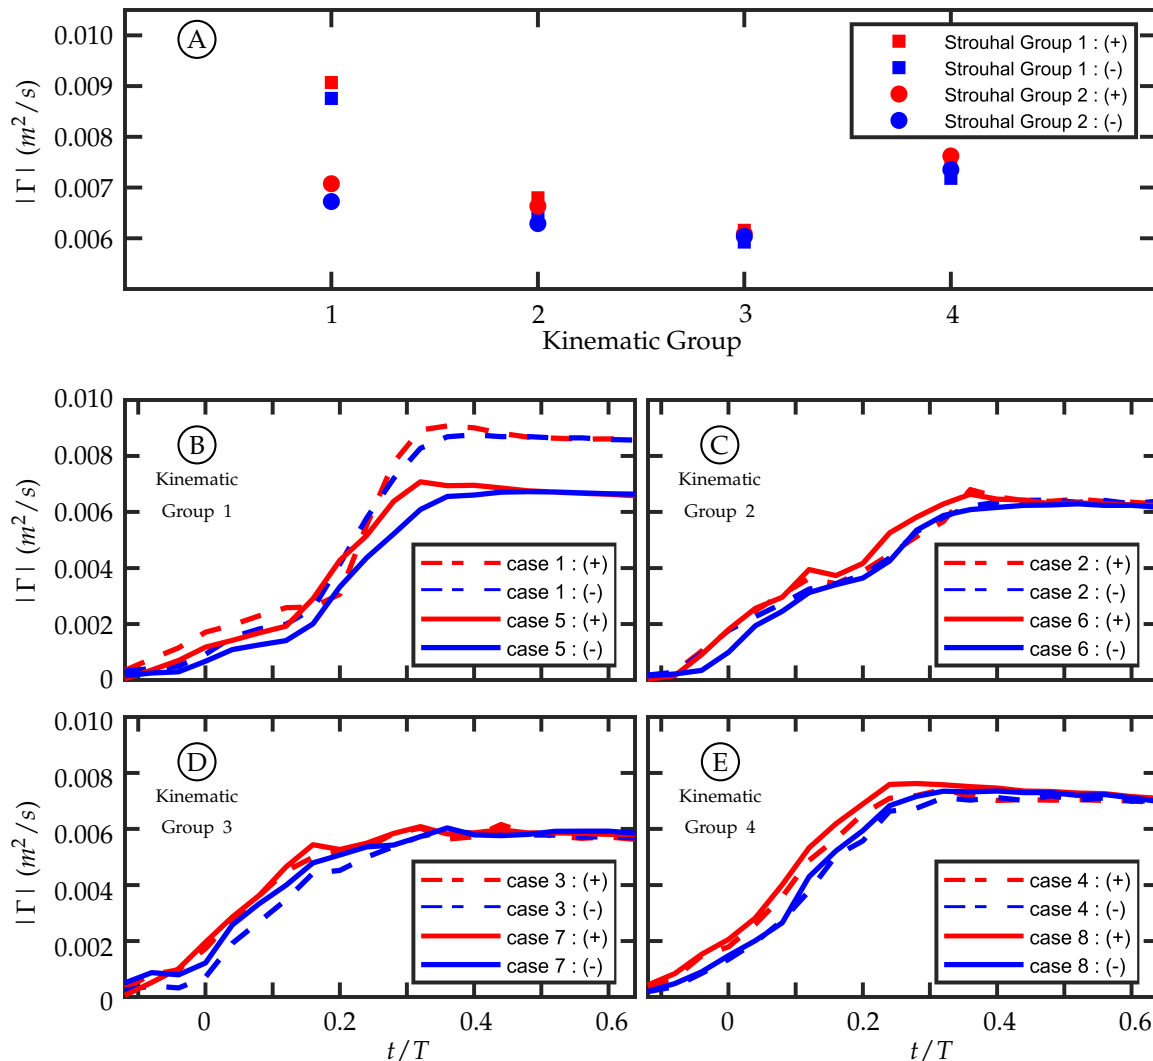 A
0.010
0.009
0.008
0.007
0.006
|Γ| (m²/s)
Strouhal Group 1 : (+)
Strouhal Group 1 : (-)
Strouhal Group 2 : (+)
Strouhal Group 2 : (-)
1 2 3 4
Kinematic Group
B
Kinematic
Group 1
0.010
0.008
0.006
0.004
0.002
0
|Γ| (m²/s)
case 1 : (+)
case 1 : (-)
case 5 : (+)
case 5 : (-)
C
Kinematic
Group 2
case 2 : (+)
case 2 : (-)
case 6 : (+)
case 6 : (-)
D
Kinematic
Group 3
0.010
0.008
0.006
0.004
0.002
0
|Γ| (m²/s)
case 3 : (+)
case 3 : (-)
case 7 : (+)
case 7 : (-)
0 0.2 0.4 0.6
t/T
E
Kinematic
Group 4
case 4 : (+)
case 4 : (-)
case 8 : (+)
case 8 : (-)
0 0.2 0.4 0.6
t/T